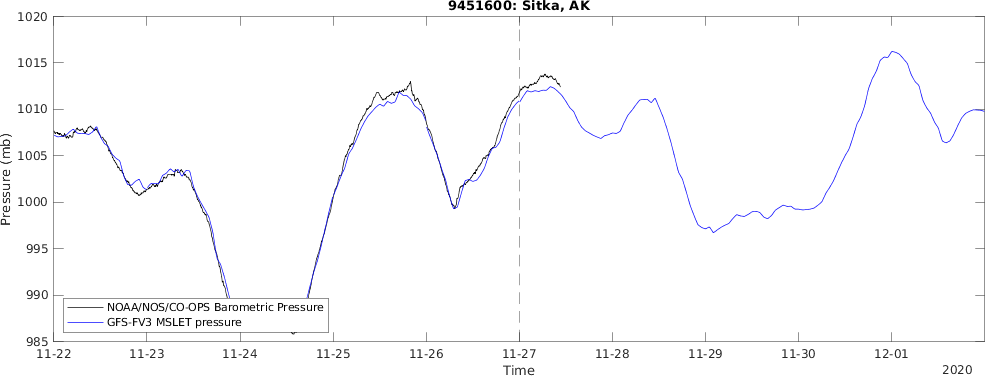 9451600: Sitka, AK
1020
1015
1010
1005
1000
995
990
985
Pressure (mb)
NOAA/NOS/CO-OPS Barometric Pressure
GFS-FV3 MSLET pressure
11-22 11-23 11-24 11-25 11-26 11-27 11-28 11-29 11-30 12-01
Time
2020